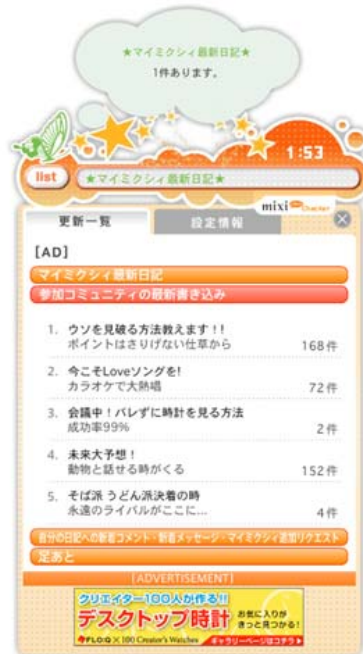 ★マイミクシィ最新日記★
1件あります。
1:53
list
★マイミクシィ最新日記★
mixi Checker
更新一覧
設定情報
[AD]
マイミクシィ最新日記
参加コミュニティの最新書き込み
1. ウソを見破る方法教えます!!
ポイントはさりげない仕草から 168件
2. 今こそLoveソングを!
カラオケで大熱唱 72件
3. 会議中！バレずに時計を見る方法
成功率99% 2件
4. 未来大予想！
動物と話せる時がくる 152件
5. そば派 うどん派決着の時
永遠のライバルがここに... 4件
自分の日記への新着コメント・新着メッセージ・マイミクシィ追加リクエスト
足あと
[ADVERTISEMENT]
クリエイター100人が作る!!
デスクトップ時計
お気に入りが
きっと見つかる！
FLO:Q × 100 Creator's Watches
ギャラリーページはコチラ